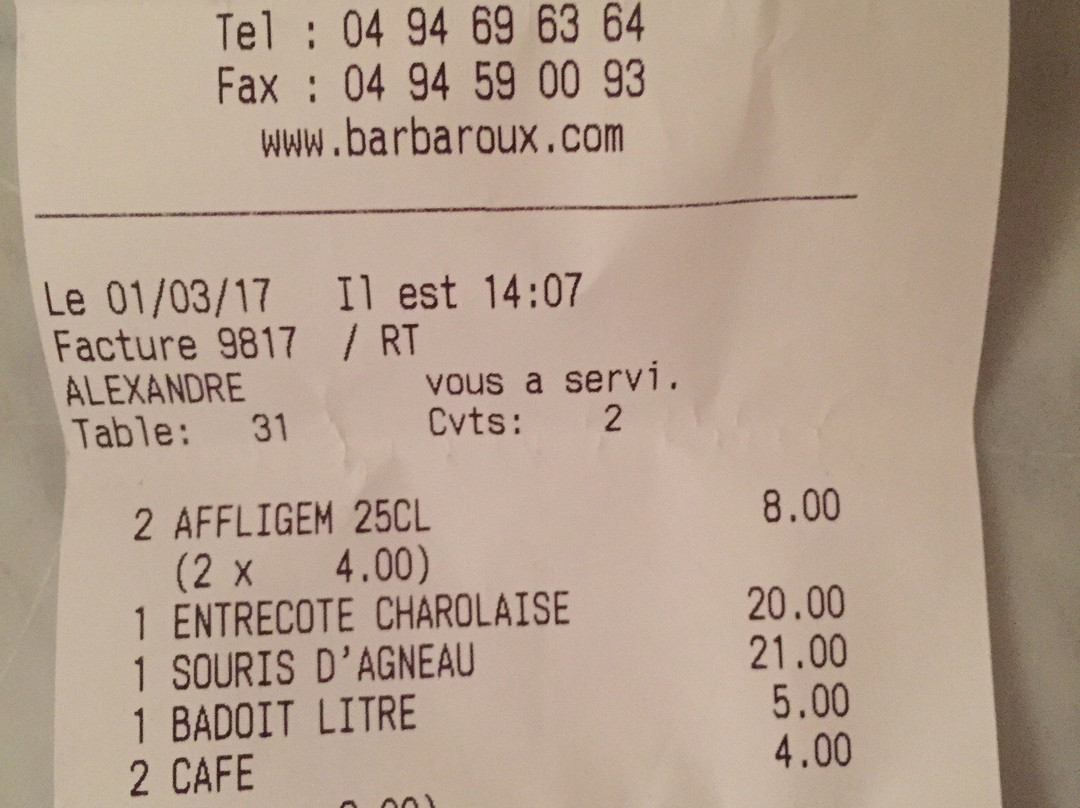 Tel : 04 94 69 63 64
Fax : 04 94 59 00 93
www.barbaroux.com
Le 01/03/17 Il est 14:07
Facture 9817 / RT
ALEXANDRE vous a servi.
Table: 31 Cvts: 2
2 AFFLIGEM 25CL 8.00
(2 x 4.00)
1 ENTRECOTE CHAROLAISE 20.00
1 SOURIS D'AGNEAU 21.00
1 BADOIT LITRE 5.00
2 CAFE 4.00